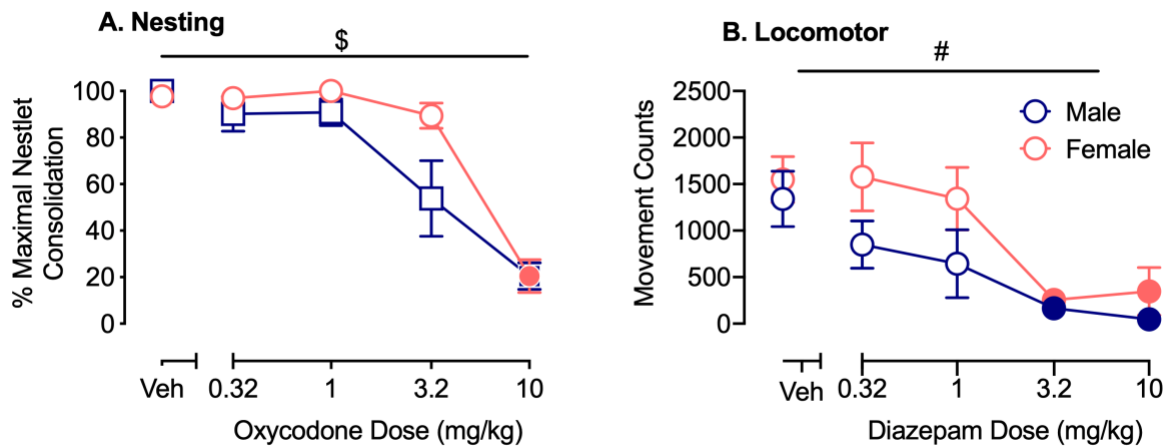 A. Nesting
$
100
80
60
40
20
0
% Maximal Nestlet
Consolidation
Veh 0.32 1 3.2 10
Oxycodone Dose (mg/kg)
B. Locomotor
#
2500
2000
1500
1000
500
0
Movement Counts
Male
Female
Veh 0.32 1 3.2 10
Diazepam Dose (mg/kg)